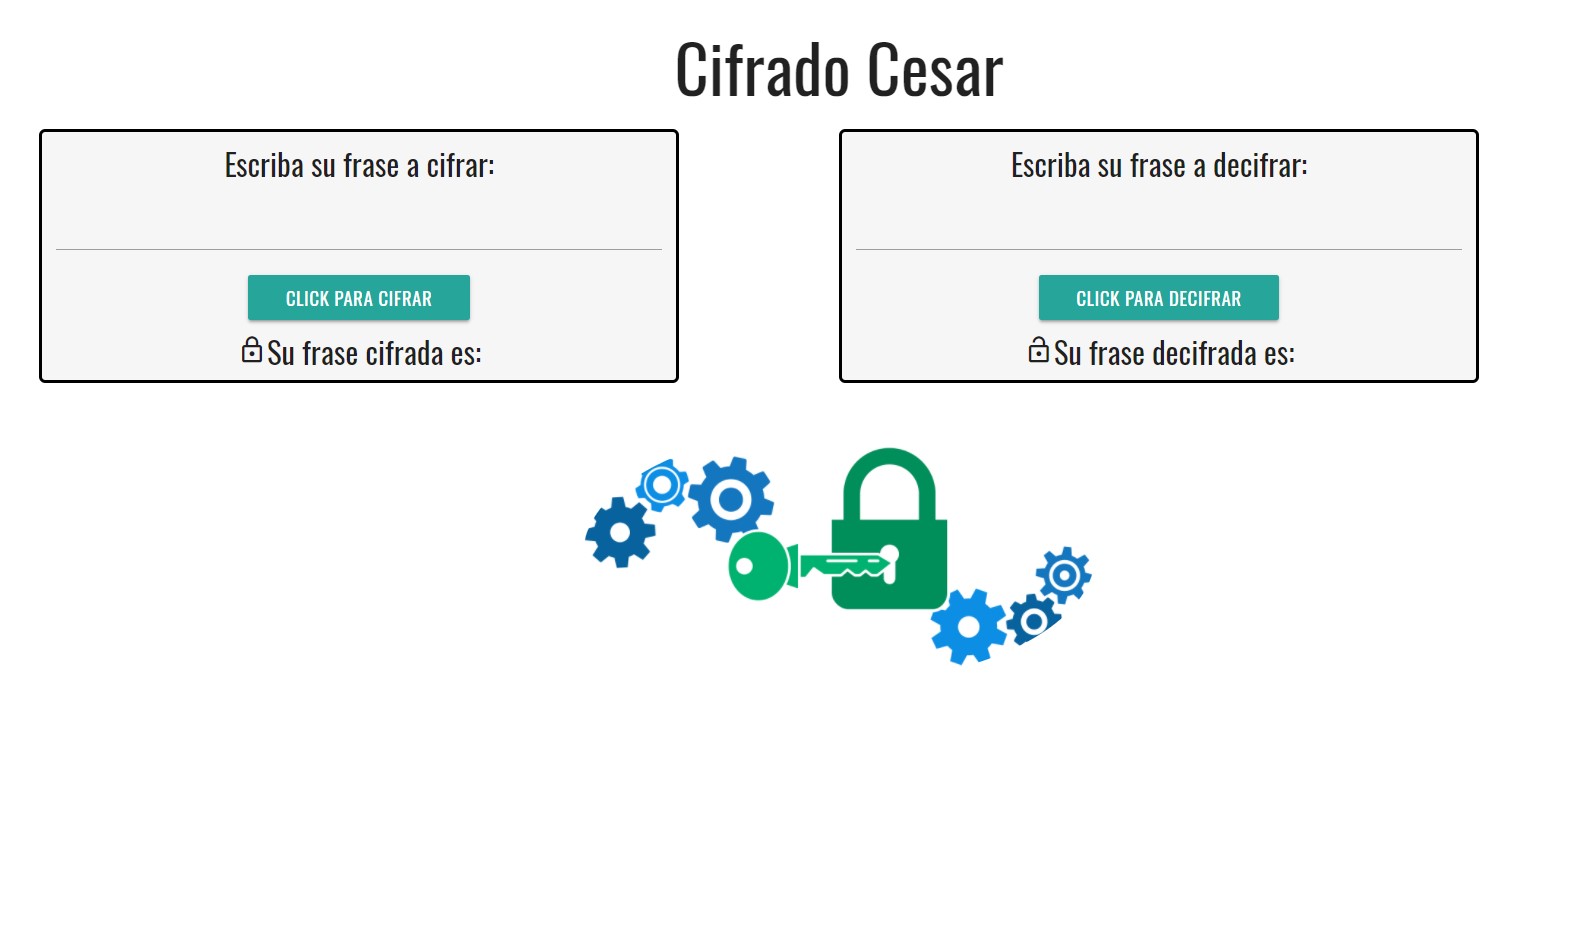 Cifrado Cesar
Escriba su frase a cifrar:
CLICK PARA CIFRAR
Su frase cifrada es:
Escriba su frase a decifrar:
CLICK PARA DECIFRAR
Su frase decifrada es: